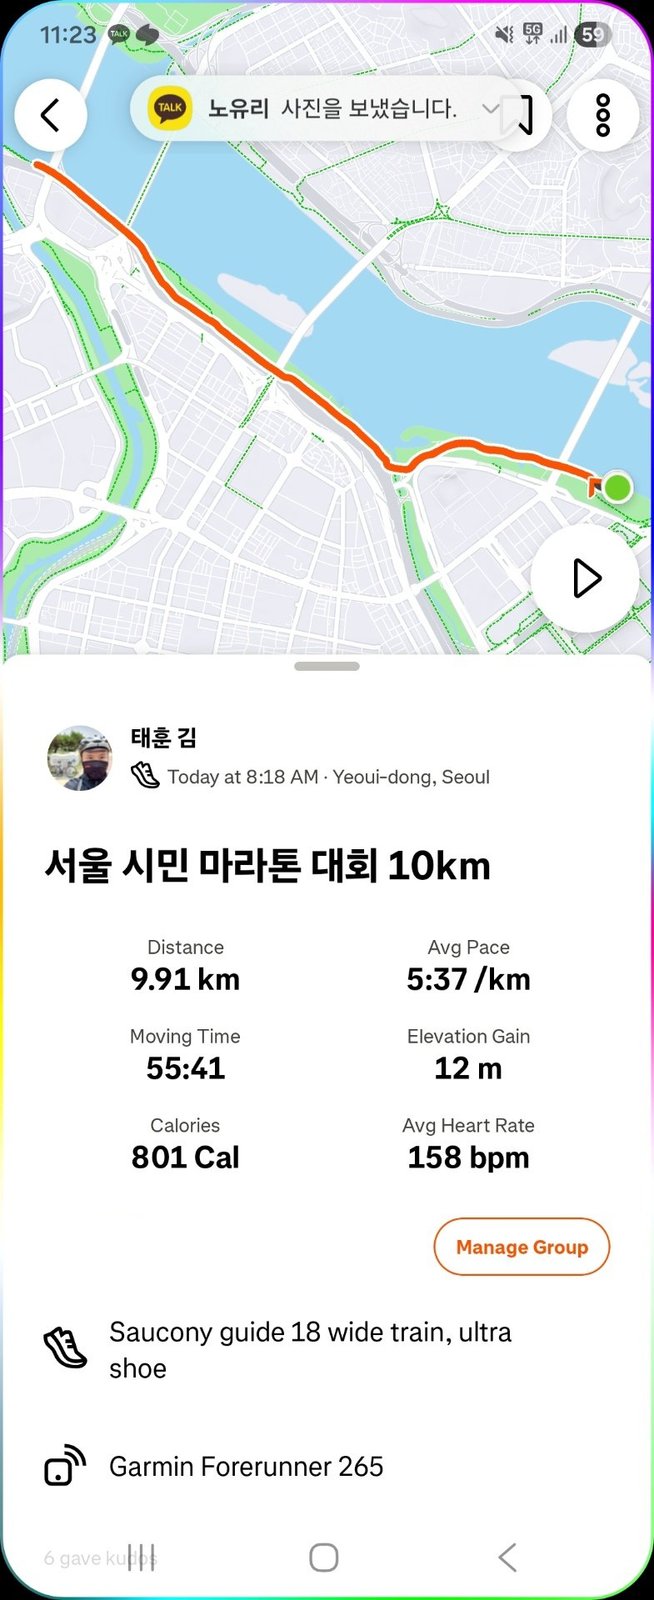 11:23 TALK 5G 59
TALK 노유리 사진을 보냈습니다.
태훈 김
Today at 8:18 AM · Yeoui-dong, Seoul
서울 시민 마라톤 대회 10km
Distance Avg Pace
9.91 km 5:37 /km
Moving Time Elevation Gain
55:41 12 m
Calories Avg Heart Rate
801 Cal 158 bpm
Manage Group
Saucony guide 18 wide train, ultra
shoe
Garmin Forerunner 265
6 gave kudos